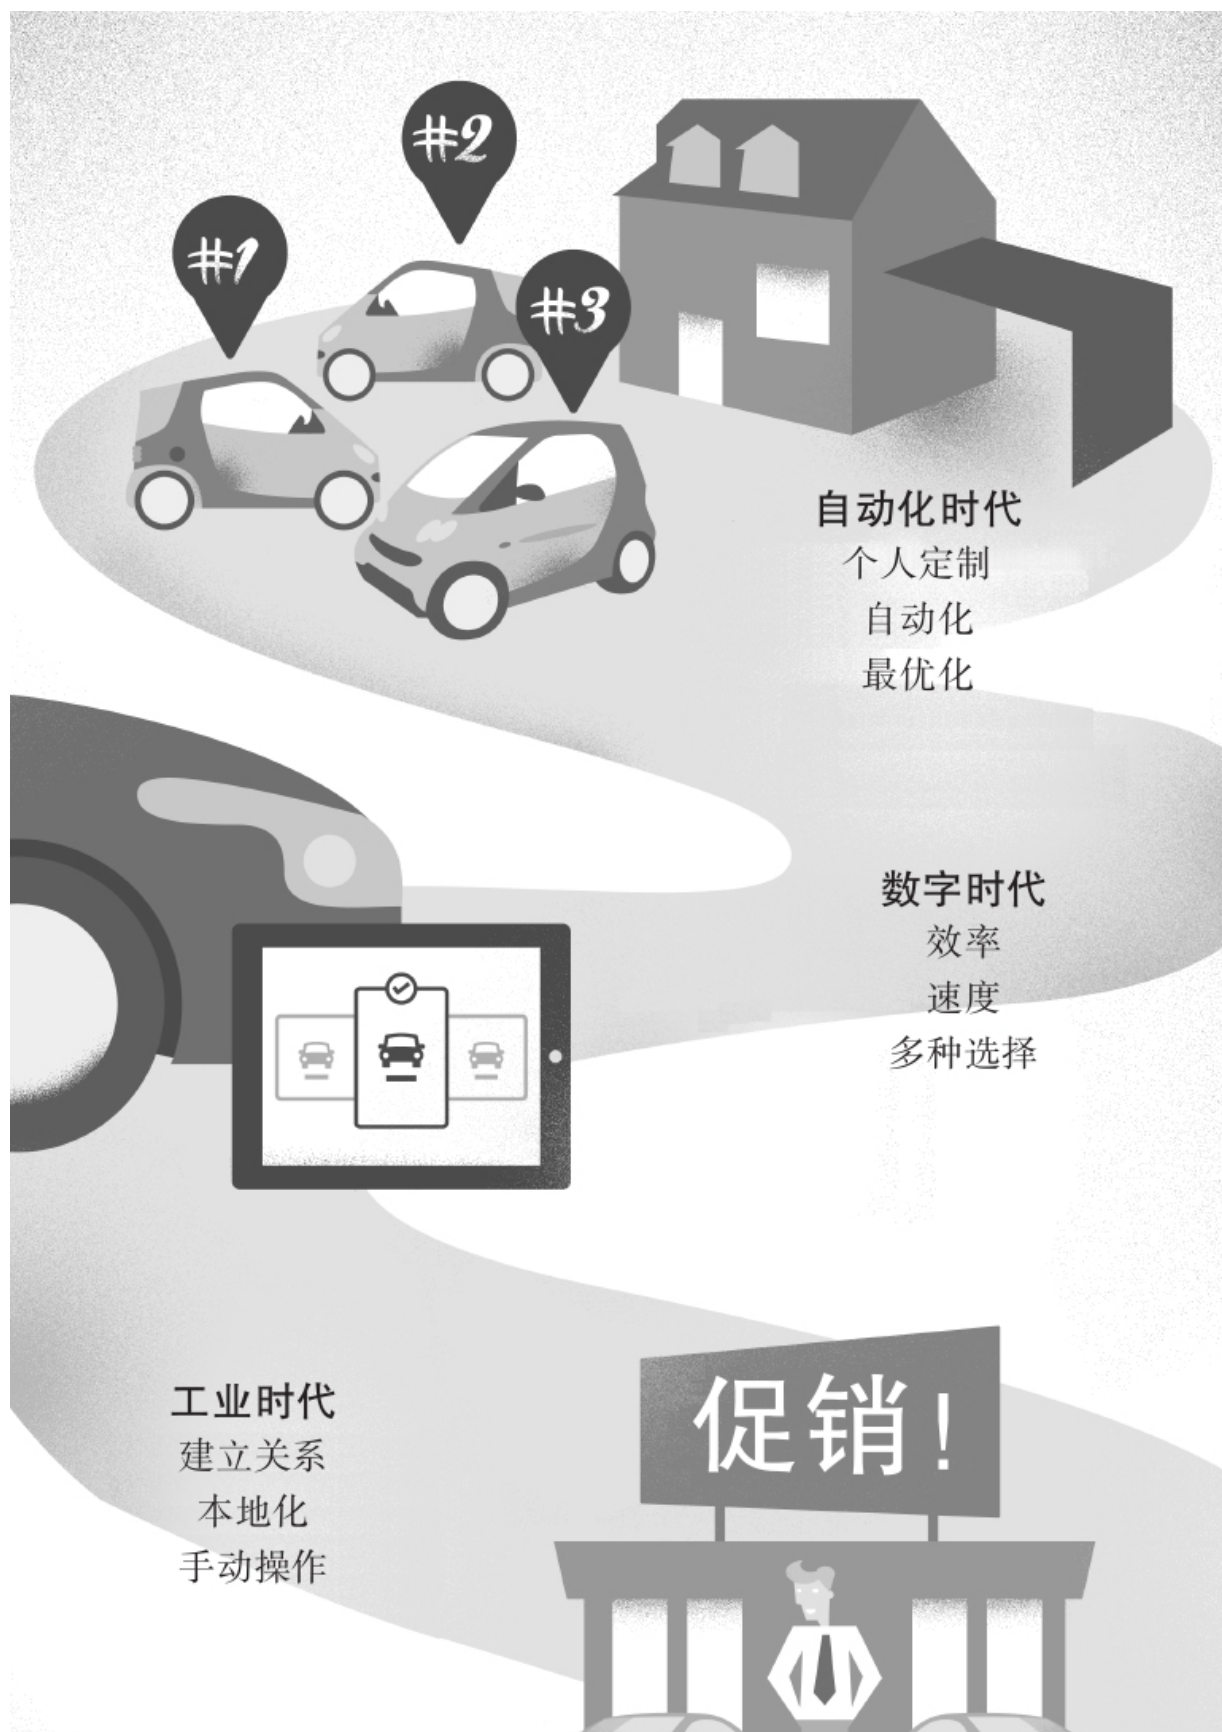 #2
#1
#3
自动化时代
个人定制
自动化
最优化
数字时代
效率
速度
多种选择
工业时代
建立关系
本地化
手动操作
促销!